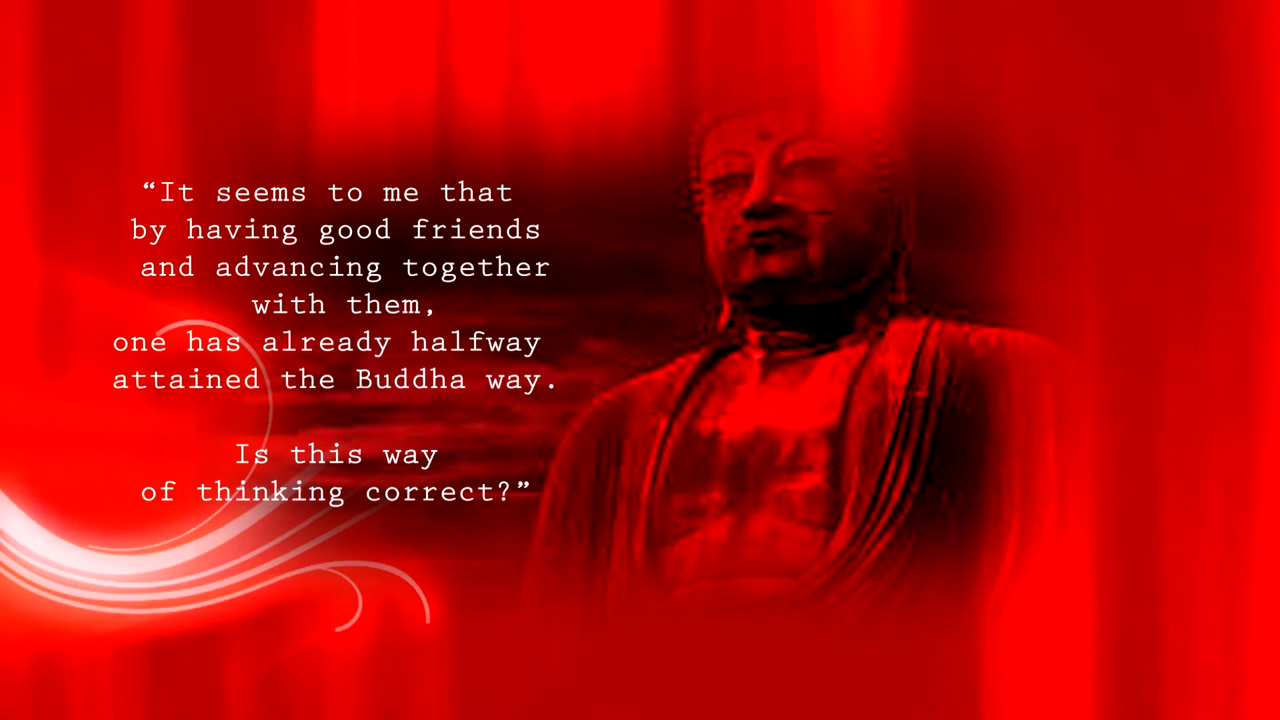 “It seems to me that
by having good friends
and advancing together
with them,
one has already halfway
attained the Buddha way.
Is this way
of thinking correct?”